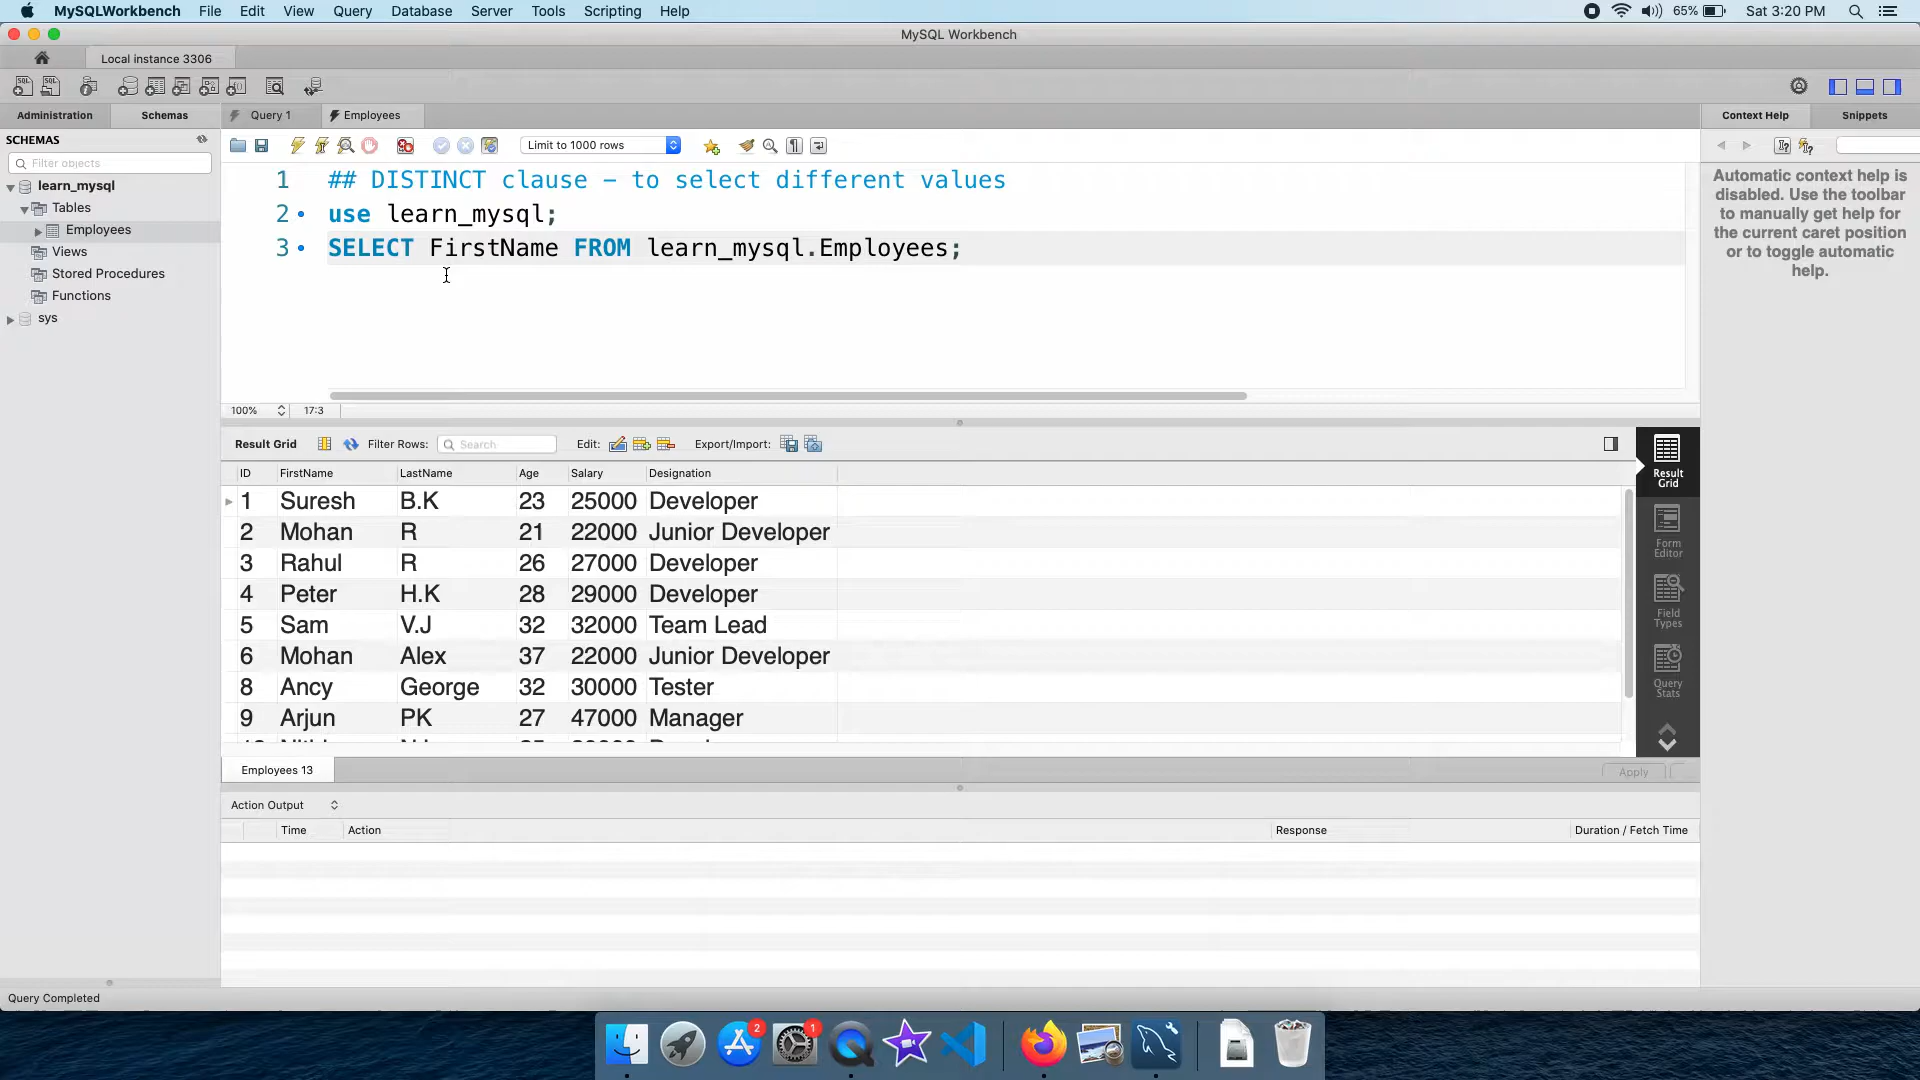 MySQLWorkbench File Edit View Query Database Server Tools Scripting Help 65% Sat 3:20 PM
MySQL Workbench
Local instance 3306
Administration Schemas Query 1 Employees Context Help Snippets
SCHEMAS
Filter objects
Limit to 1000 rows
learn_mysql
Tables
Employees
Views
Stored Procedures
Functions
sys
1 ## DISTINCT clause – to select different values
2 use learn_mysql;
3 SELECT FirstName FROM learn_mysql.Employees;
Automatic context help is
disabled. Use the toolbar
to manually get help for
the current caret position
or to toggle automatic
help.
100% 17:3
Result Grid Filter Rows: Search Edit: Export/Import:
ID FirstName LastName Age Salary Designation
1 Suresh B.K 23 25000 Developer
2 Mohan R 21 22000 Junior Developer
3 Rahul R 26 27000 Developer
4 Peter H.K 28 29000 Developer
5 Sam V.J 32 32000 Team Lead
6 Mohan Alex 37 22000 Junior Developer
8 Ancy George 32 30000 Tester
9 Arjun PK 27 47000 Manager
Result
Grid
Form
Editor
Field
Types
Query
Stats
Employees 13 Apply
Action Output
Time Action Response Duration / Fetch Time
Query Completed
2 1